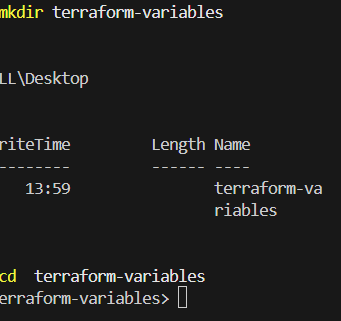 mkdir terraform-variables
LL\Desktop
riteTime Length Name
-------- ------ ----
13:59 terraform-va
riables
cd  terraform-variables
erraform-variables>